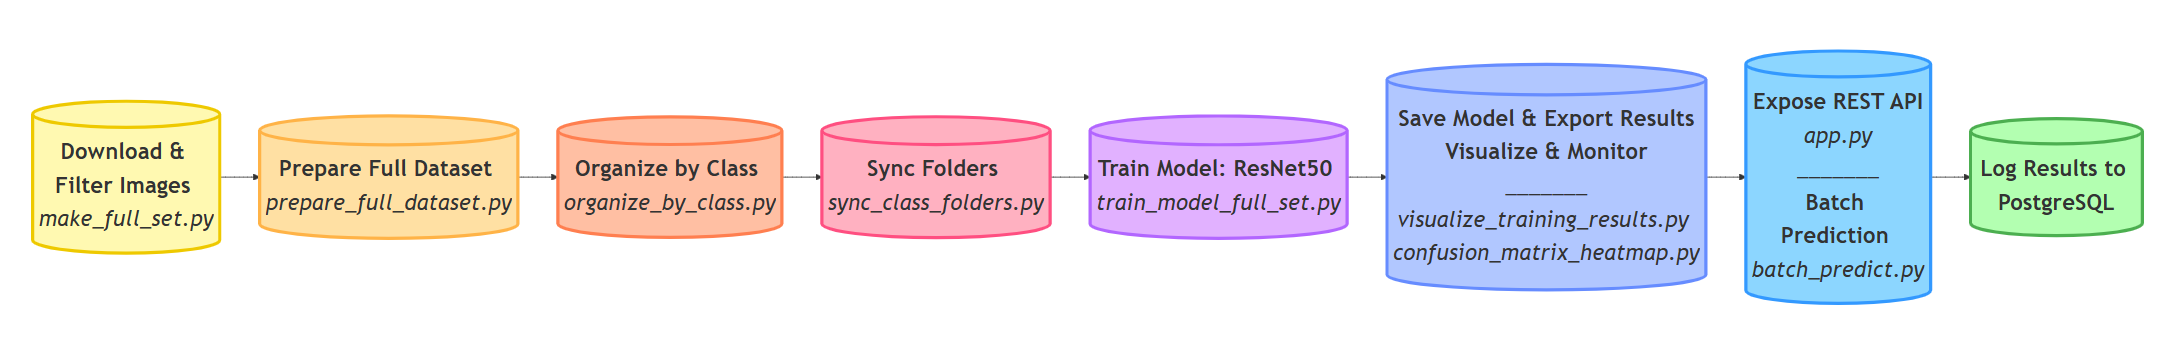 Download &
Filter Images
make_full_set.py
Prepare Full Dataset
prepare_full_dataset.py
Organize by Class
organize_by_class.py
Sync Folders
sync_class_folders.py
Train Model: ResNet50
train_model_full_set.py
Save Model & Export Results
Visualize & Monitor
_______
visualize_training_results.py
confusion_matrix_heatmap.py
Expose REST API
app.py
_______
Batch
Prediction
batch_predict.py
Log Results to
PostgreSQL